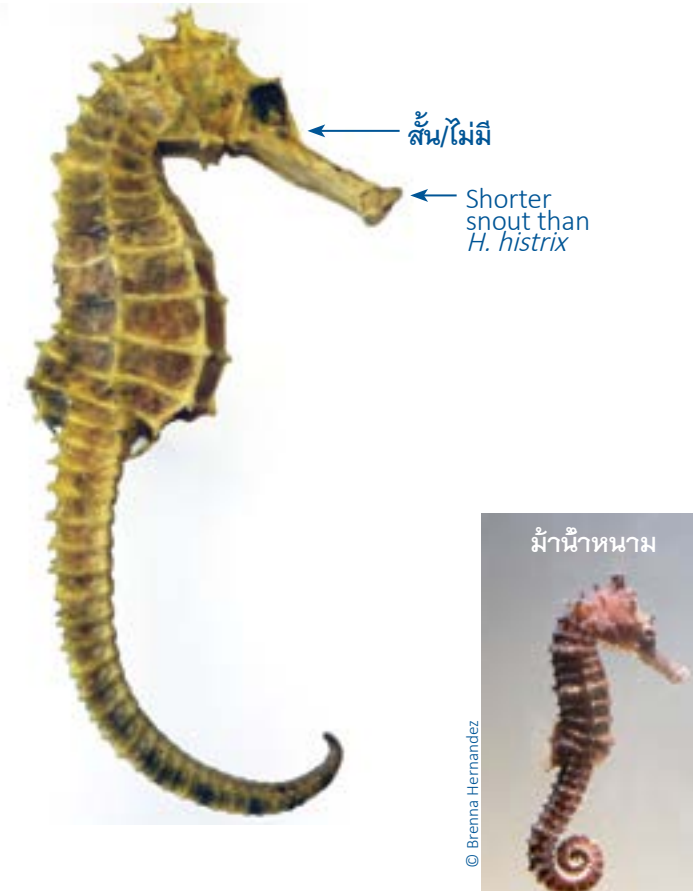 สั้น/ไม่มี
Shorter
snout than
H. histrix
ม้าน้ำหนาม
© Brenna Hernandez